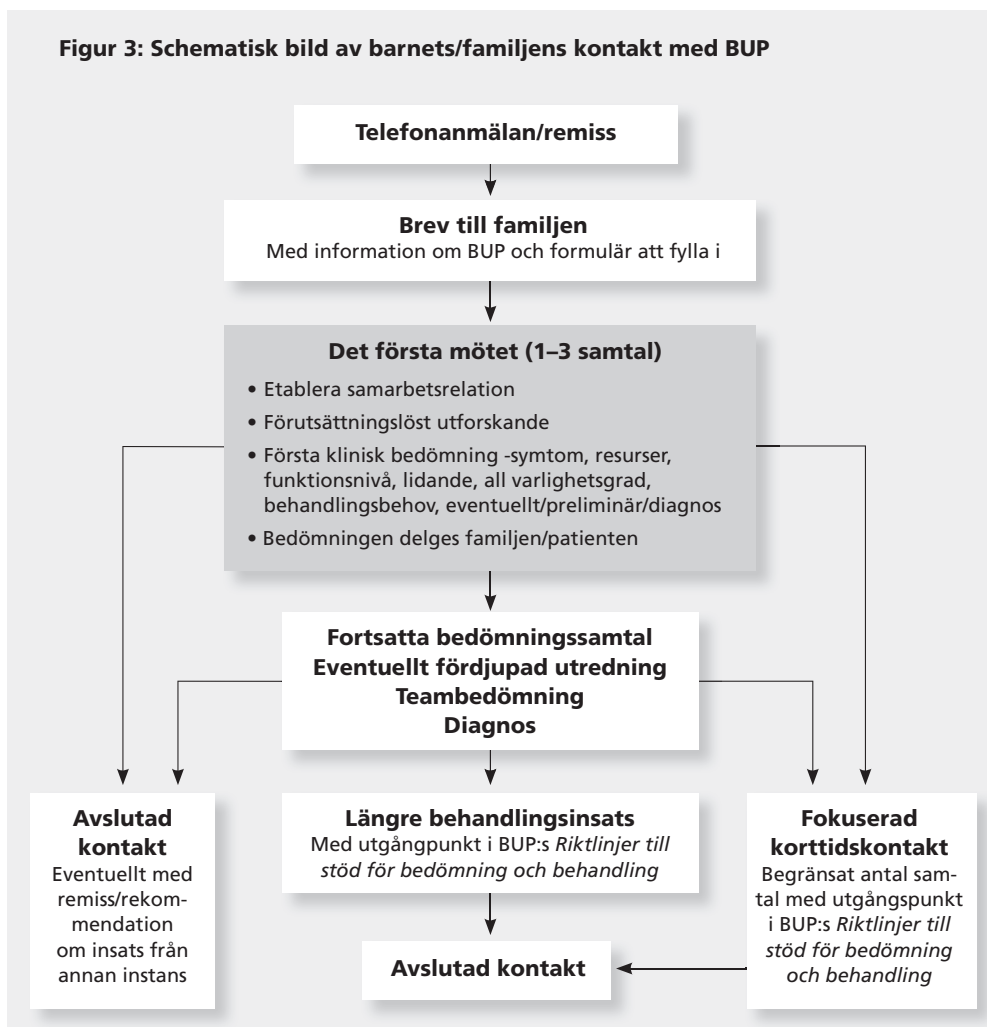 Figur 3: Schematisk bild av barnets/familjens kontakt med BUP
Telefonanmälan/remiss
Brev till familjen
Med information om BUP och formulär att fylla i
Det första mötet (1–3 samtal)
• Etablera samarbetsrelation
• Förutsättningslöst utforskande
• Första klinisk bedömning -symtom, resurser,
funktionsnivå, lidande, all varlighetsgrad,
behandlingsbehov, eventuellt/preliminär/diagnos
• Bedömningen delges familjen/patienten
Fortsatta bedömningssamtal
Eventuellt fördjupad utredning
Teambedömning
Diagnos
Avslutad
kontakt
Eventuellt med
remiss/rekom-
mendation
om insats från
annan instans
Längre behandlingsinsats
Med utgångpunkt i BUP:s Riktlinjer till
stöd för bedömning och behandling
Avslutad kontakt
Fokuserad
korttidskontakt
Begränsat antal sam-
tal med utgångspunkt
i BUP:s Riktlinjer till
stöd för bedömning
och behandling